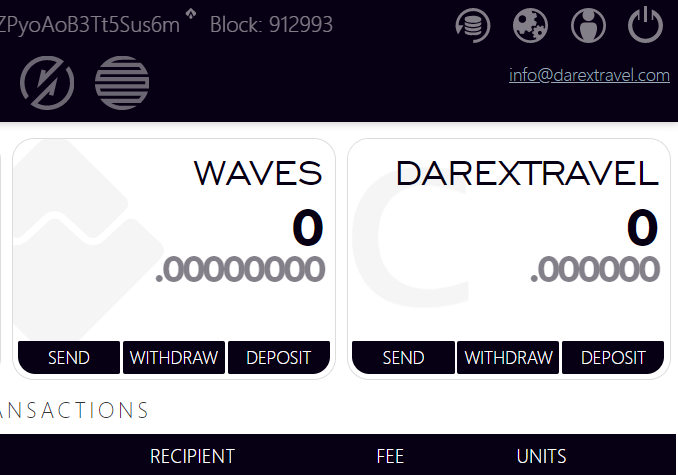 ZPyoAoB3Tt5Sus6m Block: 912993
info@darextravel.com
WAVES
0
.00000000
SEND WITHDRAW DEPOSIT
DAREXTRAVEL
0
.000000
SEND WITHDRAW DEPOSIT
ANSACTIONS
RECIPIENT FEE UNITS